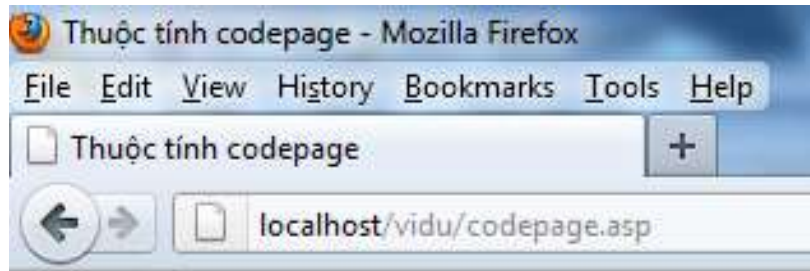 Thuộc tính codepage - Mozilla Firefox
File Edit View History Bookmarks Tools Help
Thuộc tính codepage +
localhost/vidu/codepage.asp